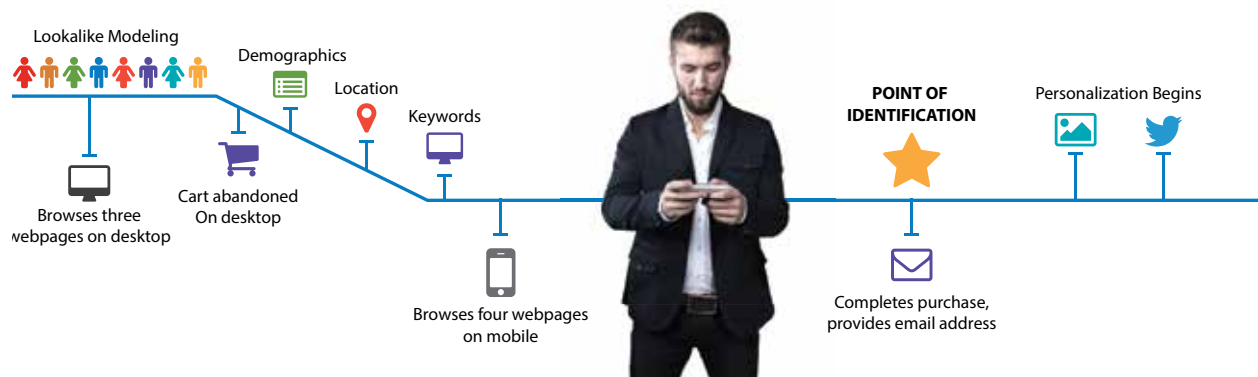 Lookalike Modeling
Demographics
Location
Keywords
Browses three
webpages on desktop
Cart abandoned
On desktop
Browses four webpages
on mobile
POINT OF
IDENTIFICATION
Completes purchase,
provides email address
Personalization Begins